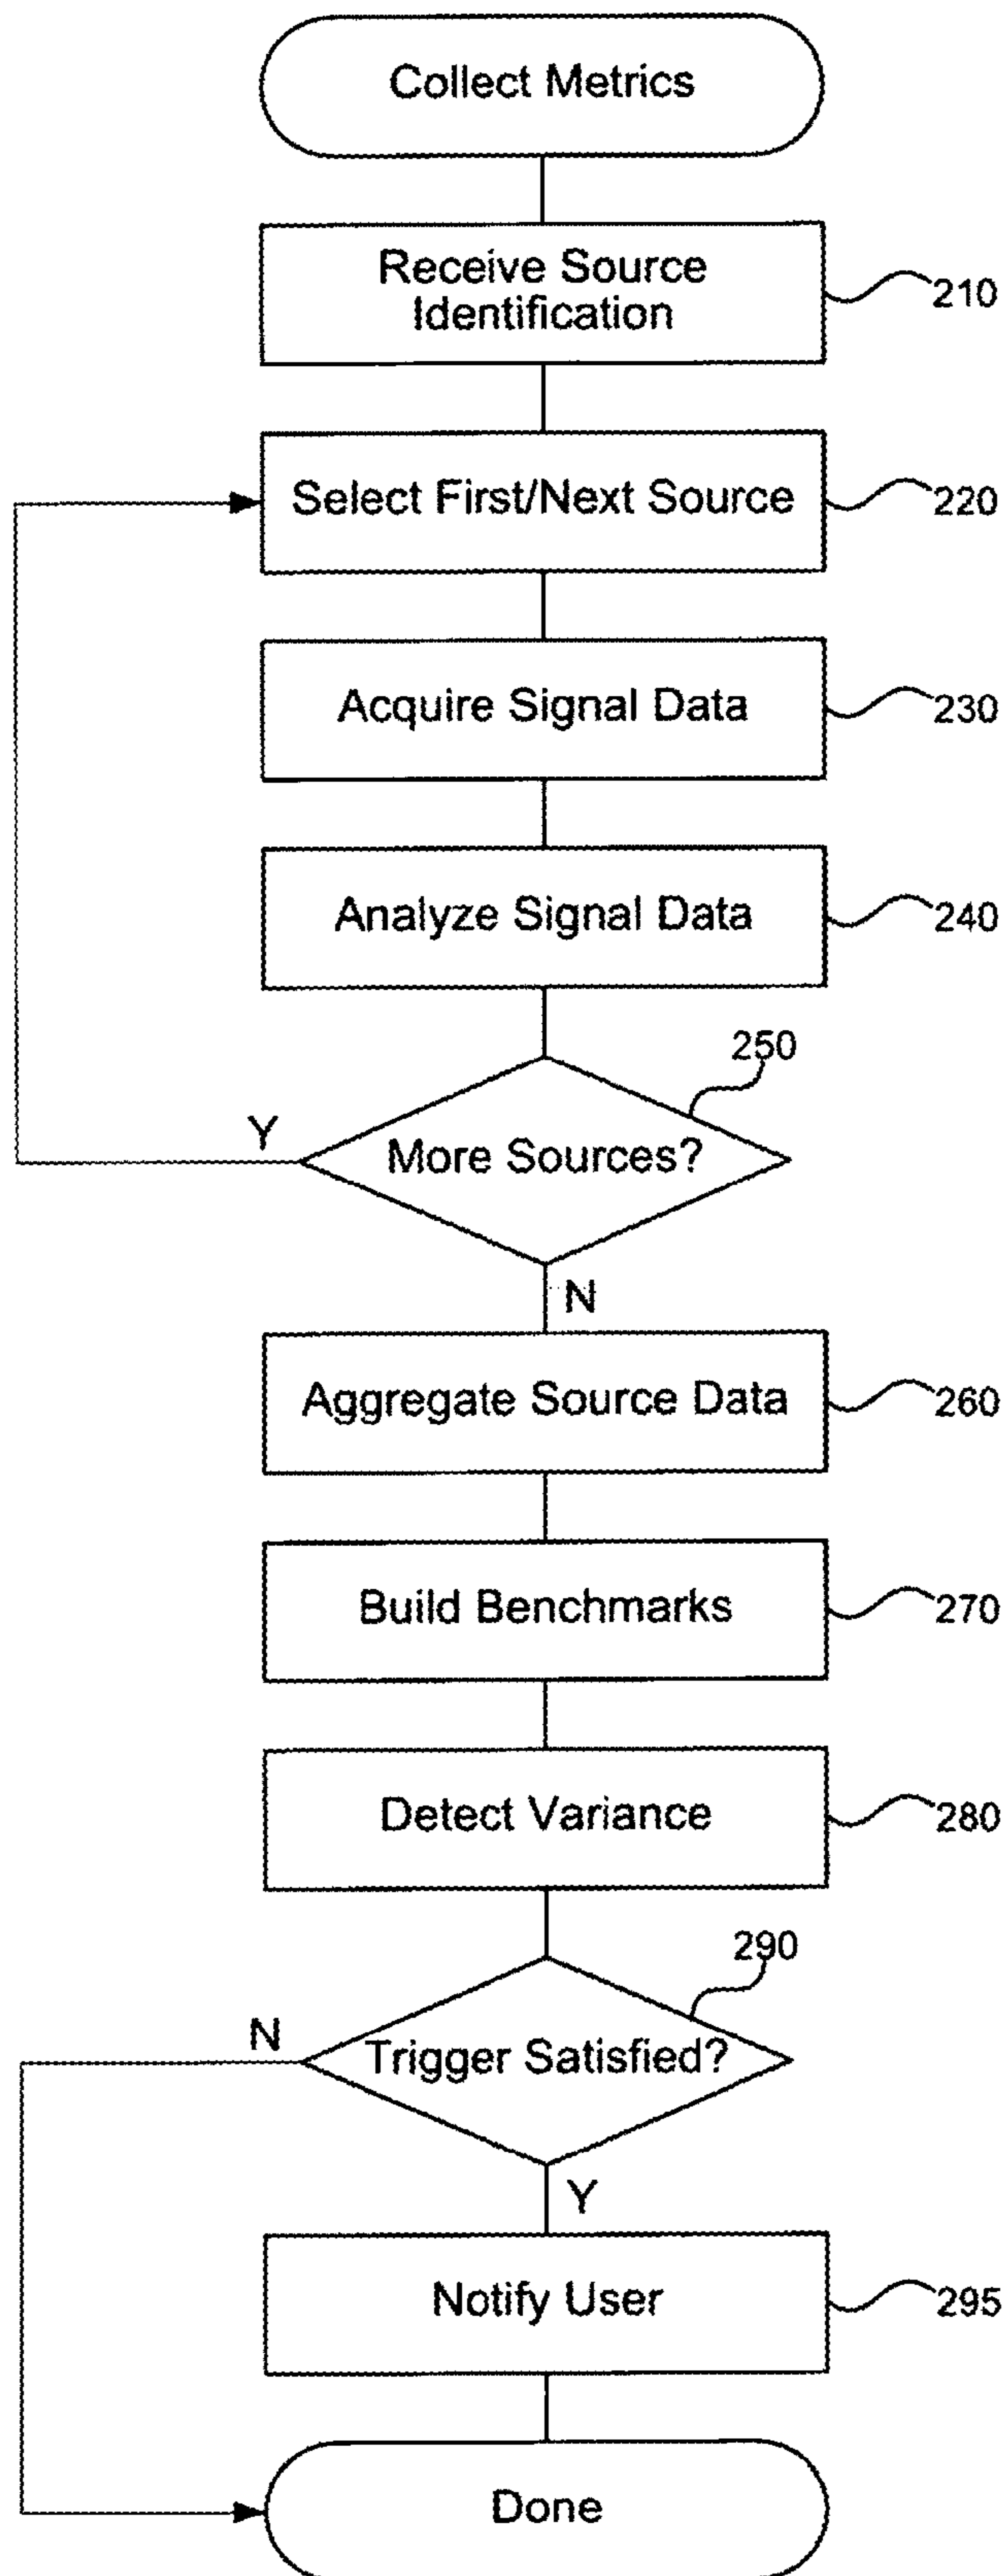 Collect Metrics
Receive Source
Identification
210
Select First/Next Source
220
Acquire Signal Data
230
Analyze Signal Data
240
250
Y
More Sources?
N
Aggregate Source Data
260
Build Benchmarks
270
Detect Variance
280
290
N
Trigger Satisfied?
Y
Notify User
295
Done